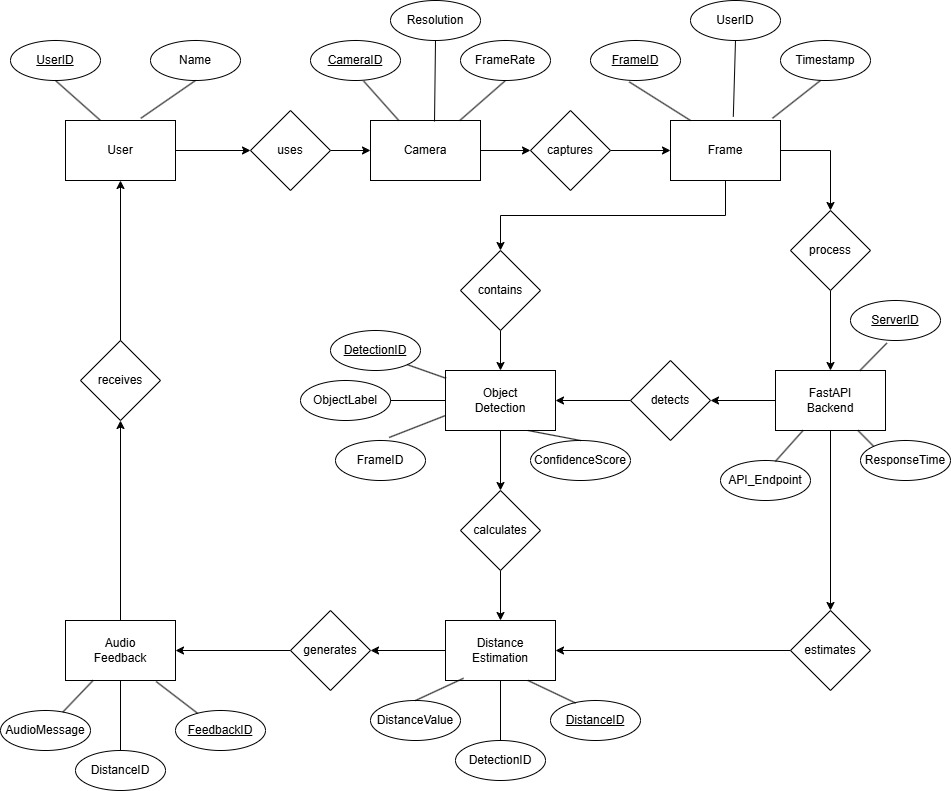 UserID
Resolution
UserID
Name
CameraID
FrameRate
FrameID
Timestamp
User
uses
Camera
captures
Frame
process
contains
ServerID
DetectionID
receives
ObjectLabel
Object
Detection
detects
FastAPI
Backend
FrameID
ConfidenceScore
API_Endpoint
ResponseTime
calculates
Audio
Feedback
generates
Distance
Estimation
estimates
AudioMessage
FeedbackID
DistanceValue
DistanceID
DistanceID
DetectionID